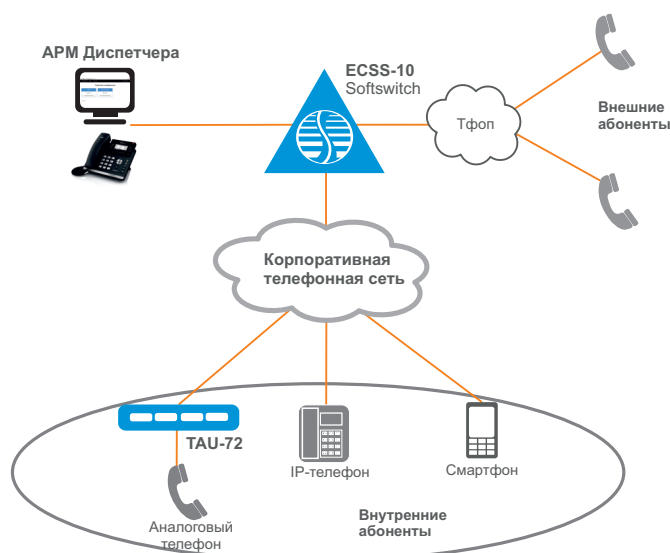 АРМ Диспетчера
ECSS-10
Softswitch
Тфоп
Внешние
абоненты
Корпоративная
телефонная сеть
TAU-72
IP-телефон
Смартфон
Аналоговый
телефон
Внутренние
абоненты